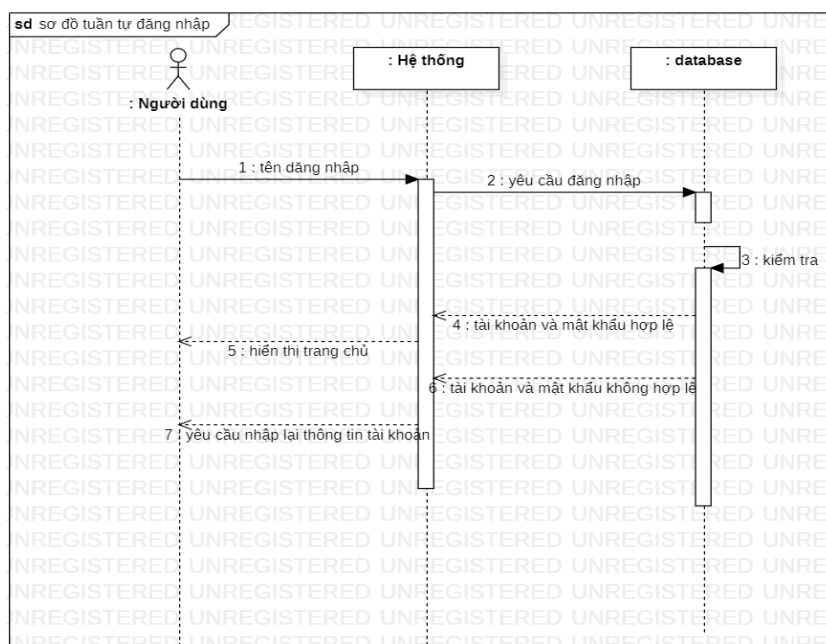 sd sơ đồ tuần tự đăng nhập
: Người dùng
: Hệ thống
: database
1 : tên dăng nhập
2 : yêu cầu đăng nhập
3 : kiểm tra
4 : tài khoản và mật khẩu hợp lệ
5 : hiển thị trang chủ
6 : tài khoản và mật khẩu không hợp lệ
7 : yêu cầu nhập lại thông tin tài khoản
UNREGISTERED